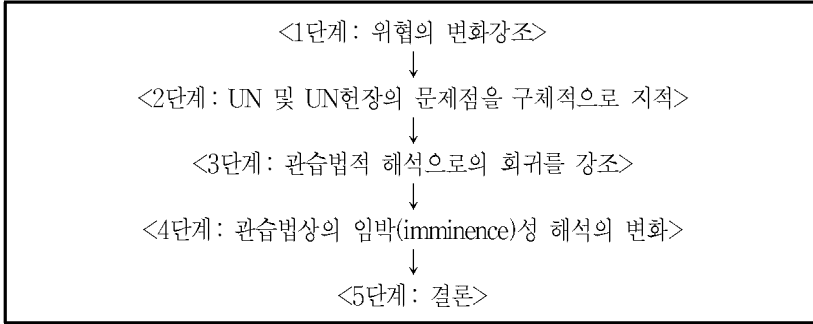 <1단계: 위협의 변화강조>
↓
<2단계: UN 및 UN헌장의 문제점을 구체적으로 지적>
↓
<3단계: 관습법적 해석으로의 회귀를 강조>
↓
<4단계: 관습법상의 임박(imminence)성 해석의 변화>
↓
<5단계: 결론>